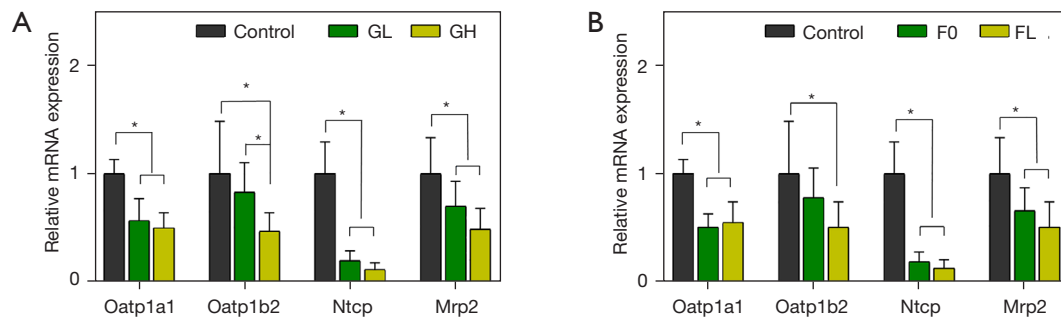 A
Relative mRNA expression
2
1
0
Control GL GH
* * * * *
Oatp1a1 Oatp1b2 Ntcp Mrp2
B
Relative mRNA expression
2
1
0
Control F0 FL
* * * *
Oatp1a1 Oatp1b2 Ntcp Mrp2